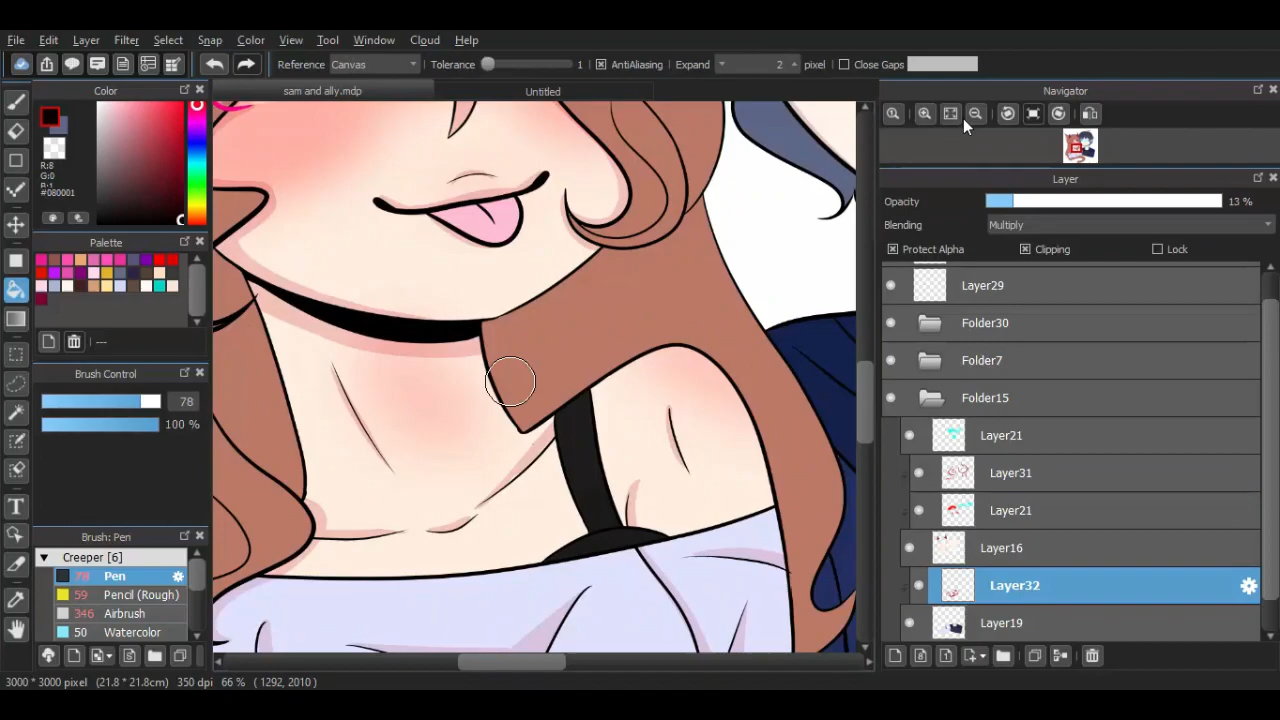 File Edit Layer Filter Select Snap Color View Tool Window Cloud Help
Reference Canvas Tolerance 1 AntiAliasing Expand 2 pixel Close Gaps
Color
sam and ally.mdp Untitled
Navigator
R:8
G:0
B:1
#080001
Layer
Opacity 13 %
Blending Multiply
Protect Alpha Clipping Lock
Palette
---
Brush Control
78
100 %
Layer29
Folder30
Folder7
Folder15
Layer21
Layer31
Layer21
Layer16
Layer32
Layer19
Brush: Pen
Creeper [6]
78 Pen
59 Pencil (Rough)
346 Airbrush
50 Watercolor
3000 * 3000 pixel (21.8 * 21.8cm) 350 dpi 66 % ( 1292, 2010 )